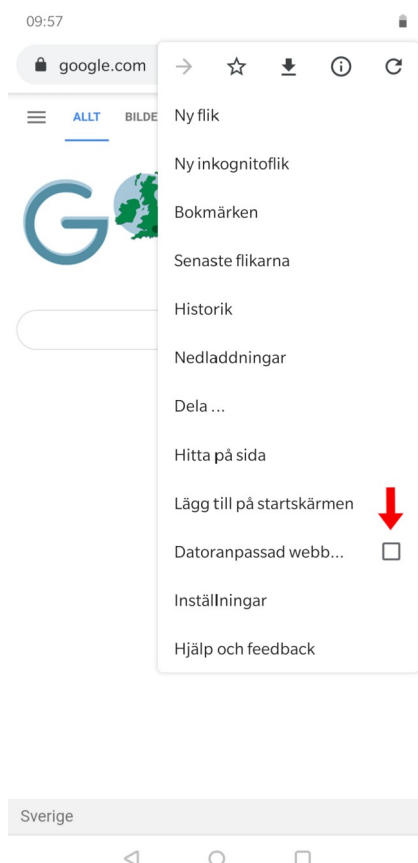 09:57
google.com
ALLT BILDE
Ny flik
Ny inkognitoflik
Bokmärken
Senaste flikarna
Historik
Nedladdningar
Dela ...
Hitta på sida
Lägg till på startskärmen
Datoranpassad webb...
Inställningar
Hjälp och feedback
Sverige